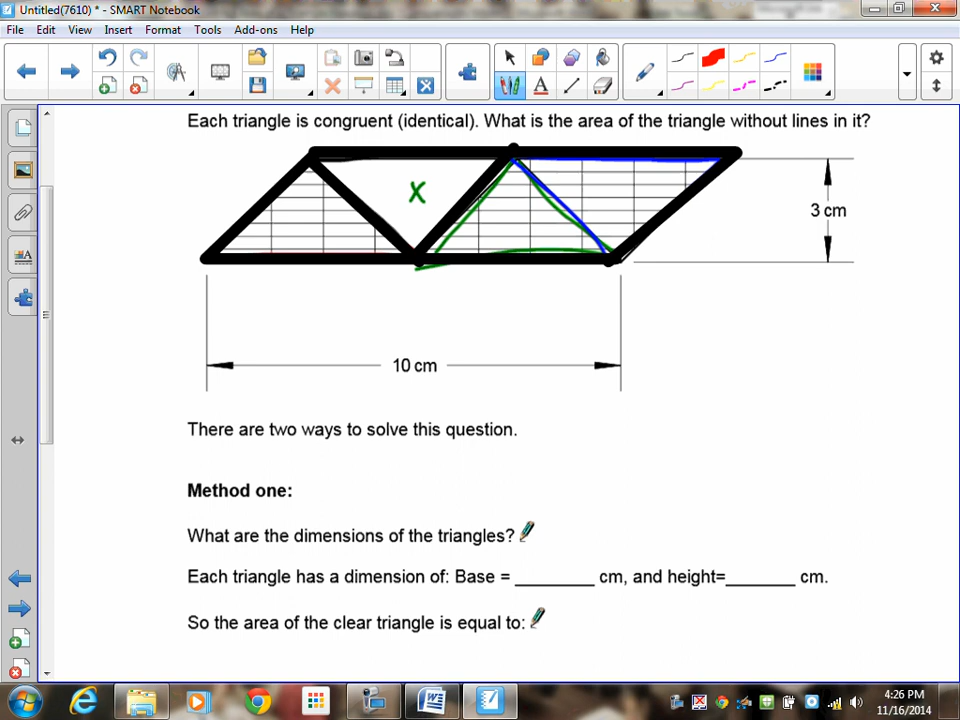 Untitled(7610) * - SMART Notebook
File Edit View Insert Format Tools Add-ons Help
Each triangle is congruent (identical). What is the area of the triangle without lines in it?
X
3 cm
10 cm
There are two ways to solve this question.
Method one:
What are the dimensions of the triangles?
Each triangle has a dimension of: Base = ________ cm, and height=_______ cm.
So the area of the clear triangle is equal to:
4:26 PM
11/16/2014